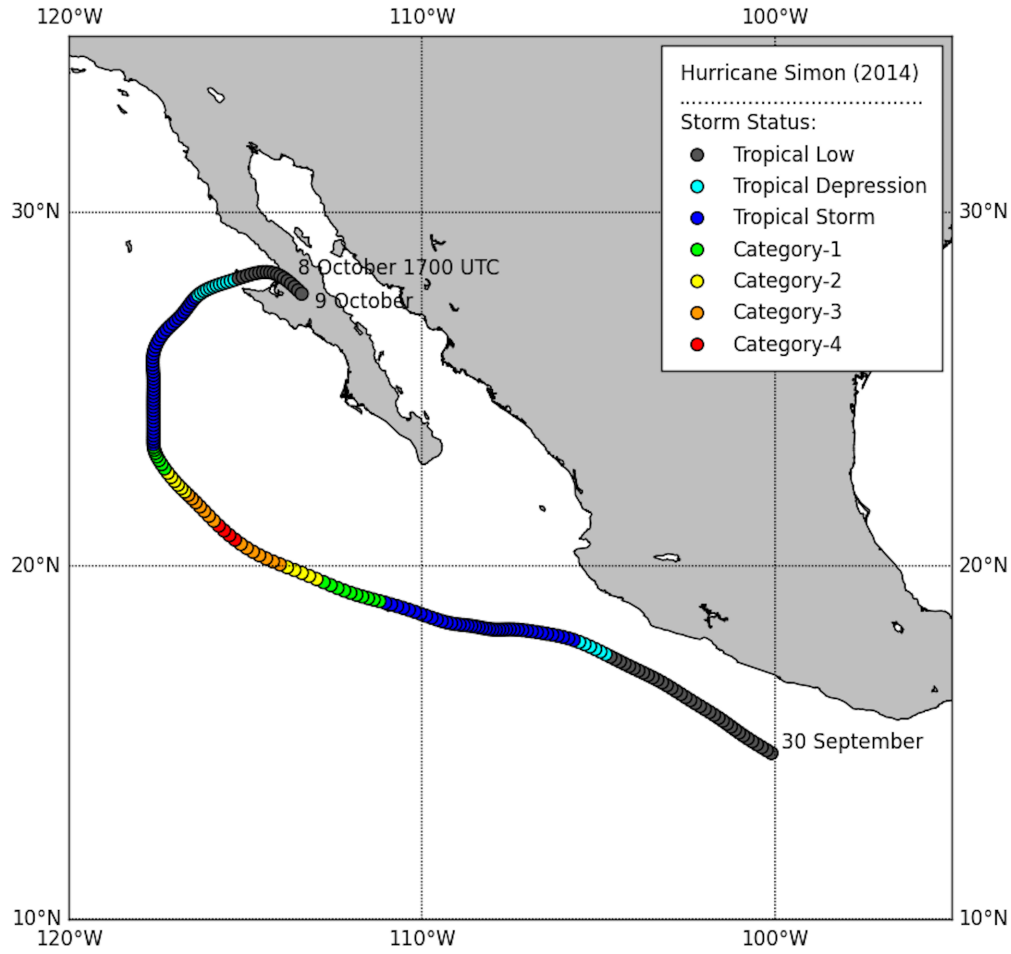 120°W 110°W 100°W
Hurricane Simon (2014)
Storm Status:
Tropical Low
Tropical Depression
Tropical Storm
Category-1
Category-2
Category-3
Category-4
30°N 30°N
8 October 1700 UTC
9 October
20°N 20°N
30 September
10°N 10°N
120°W 110°W 100°W